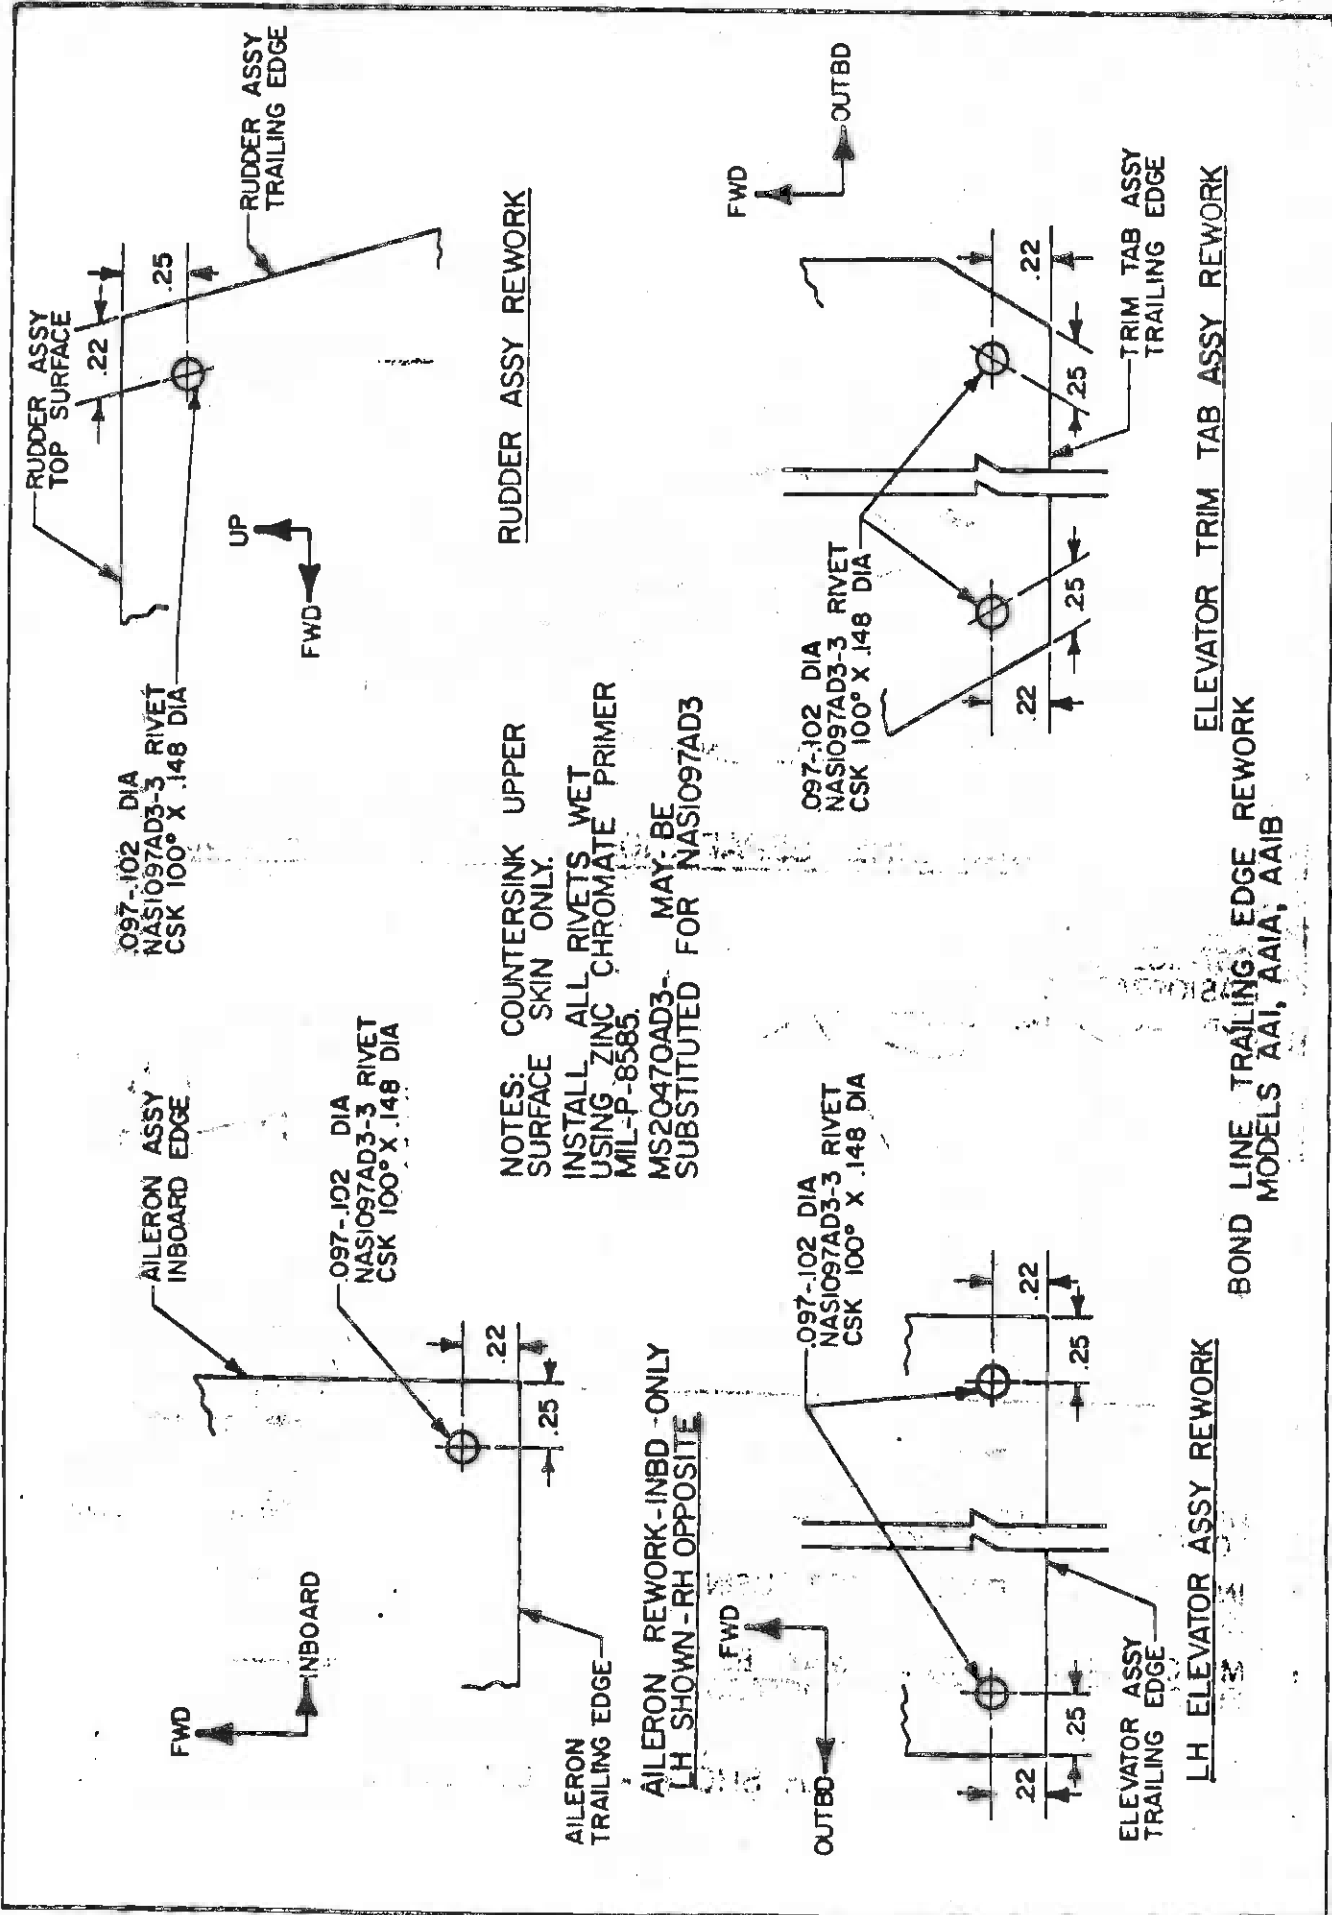 FWD
INBOARD
AILERON ASSY
INBOARD EDGE
.097-.102 DIA
NAS1097AD3-3 RIVET
CSK 100° X .148 DIA
.22
.25
AILERON
TRAILING EDGE
AILERON REWORK-INBD ONLY
LH SHOWN-RH OPPOSITE
.097-.102 DIA
NAS1097AD3-3 RIVET
CSK 100° X .148 DIA
RUDDER ASSY
TOP SURFACE
.22
.25
RUDDER ASSY
TRAILING EDGE
UP
FWD
RUDDER ASSY REWORK
NOTES: COUNTERSINK UPPER
SURFACE SKIN ONLY.
INSTALL ALL RIVETS WET
USING ZINC CHROMATE PRIMER
MIL-P-8585.
MS20470AD3- MAY BE
SUBSTITUTED FOR NAS1097AD3
FWD
OUTBD
.097-.102 DIA
NAS1097AD3-3 RIVET
CSK 100° X .148 DIA
.22
.25
.25
.22
ELEVATOR ASSY
TRAILING EDGE
LH ELEVATOR ASSY REWORK
FWD
OUTBD
.097-.102 DIA
NAS1097AD3-3 RIVET
CSK 100° X .148 DIA
.22
.25
.25
.22
TRIM TAB ASSY
TRAILING EDGE
ELEVATOR TRIM TAB ASSY REWORK
BOND LINE TRAILING EDGE REWORK
MODELS AA1, AA1A, AA1B